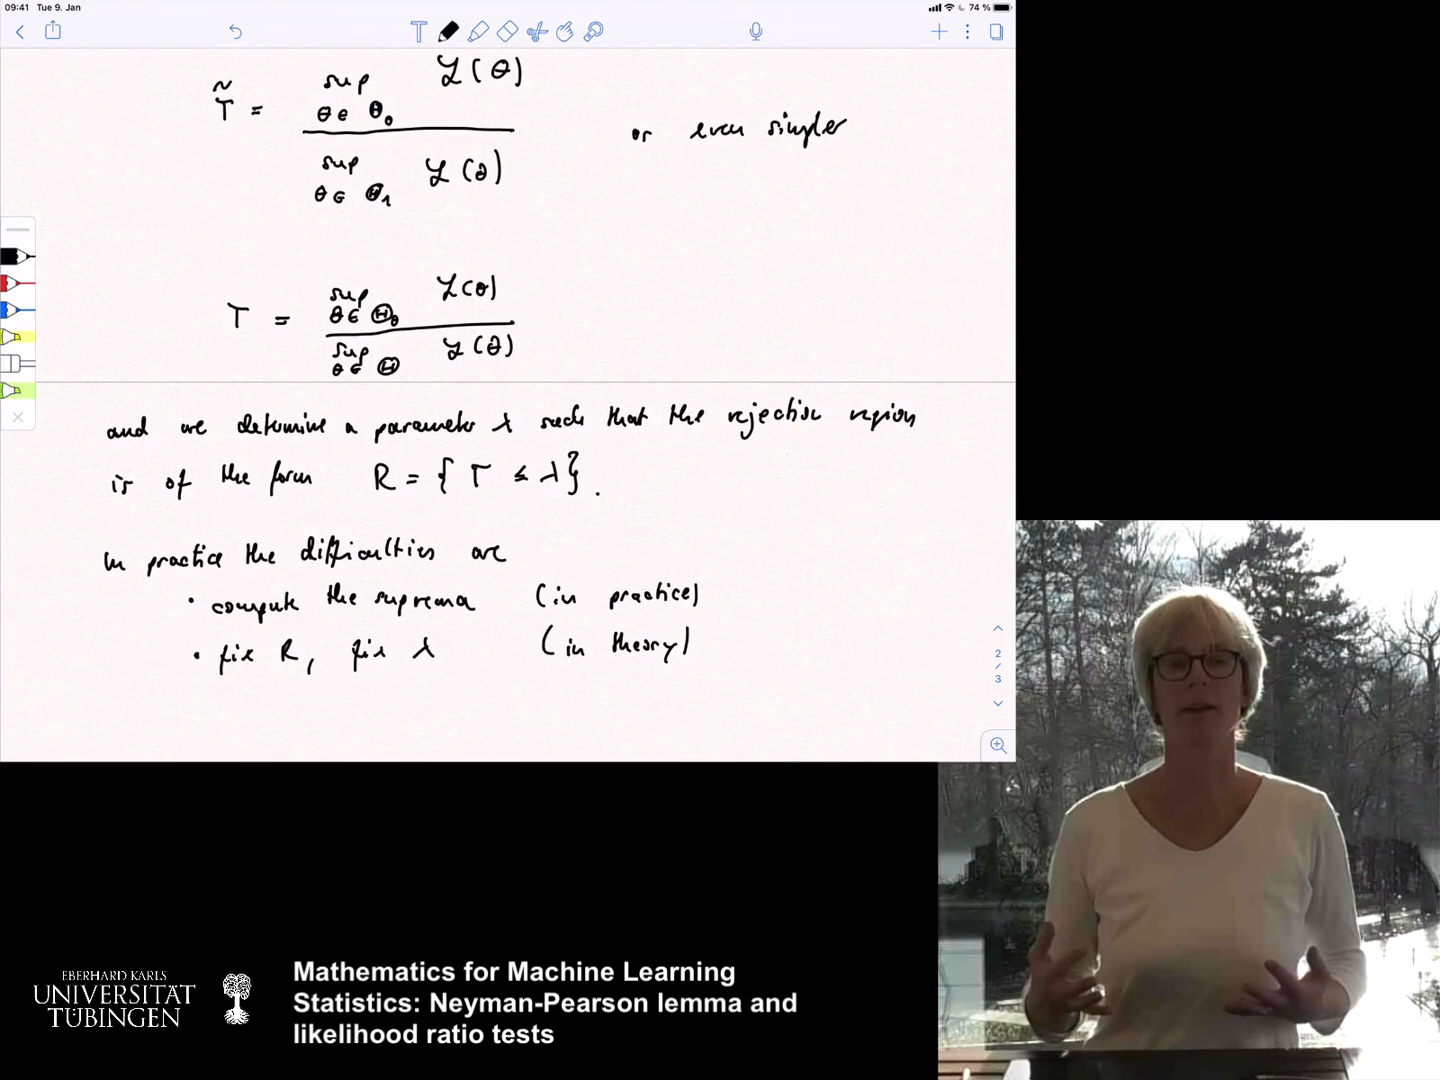 09:41 Tue 9. Jan
74 %
T̃ = sup θ∈ Θ₀ ℒ(θ)
sup θ∈ Θ₁ ℒ(θ)
or even simpler
T = sup θ∈ Θ₀ ℒ(θ)
sup θ∈ Θ ℒ(θ)
and we determine a parameter λ such that the rejection region
is of the form R = { T ≤ λ } .
In practice the difficulties are
• compute the suprema (in practice)
• fix R, fix λ (in theory)
2
/
3
EBERHARD KARLS
UNIVERSITÄT
TÜBINGEN
Mathematics for Machine Learning
Statistics: Neyman-Pearson lemma and
likelihood ratio tests